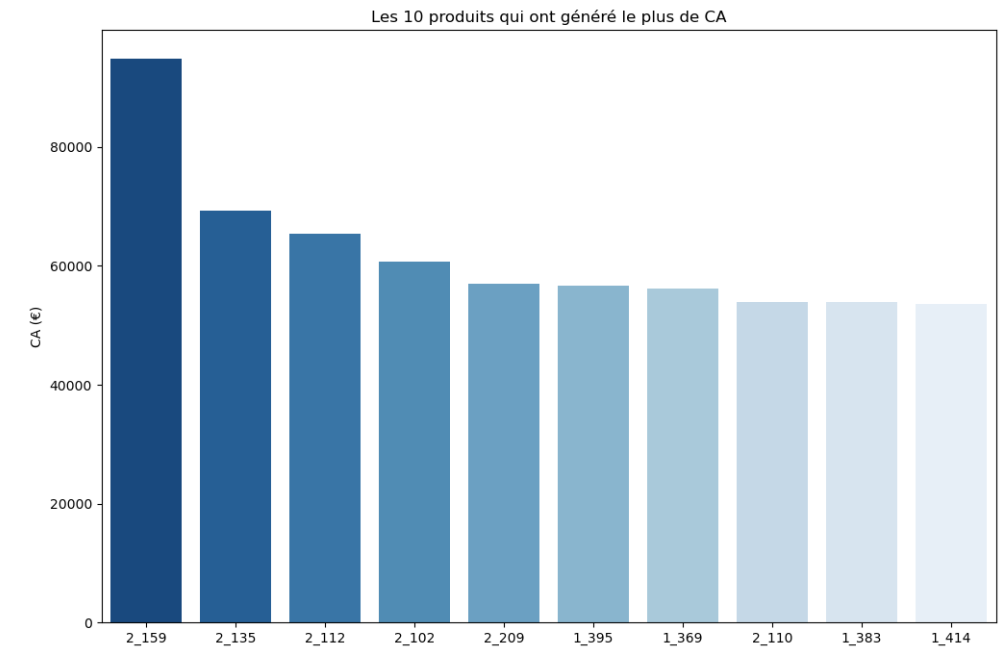 Les 10 produits qui ont généré le plus de CA
CA (€)
80000
60000
40000
20000
0
2_159 2_135 2_112 2_102 2_209 1_395 1_369 2_110 1_383 1_414